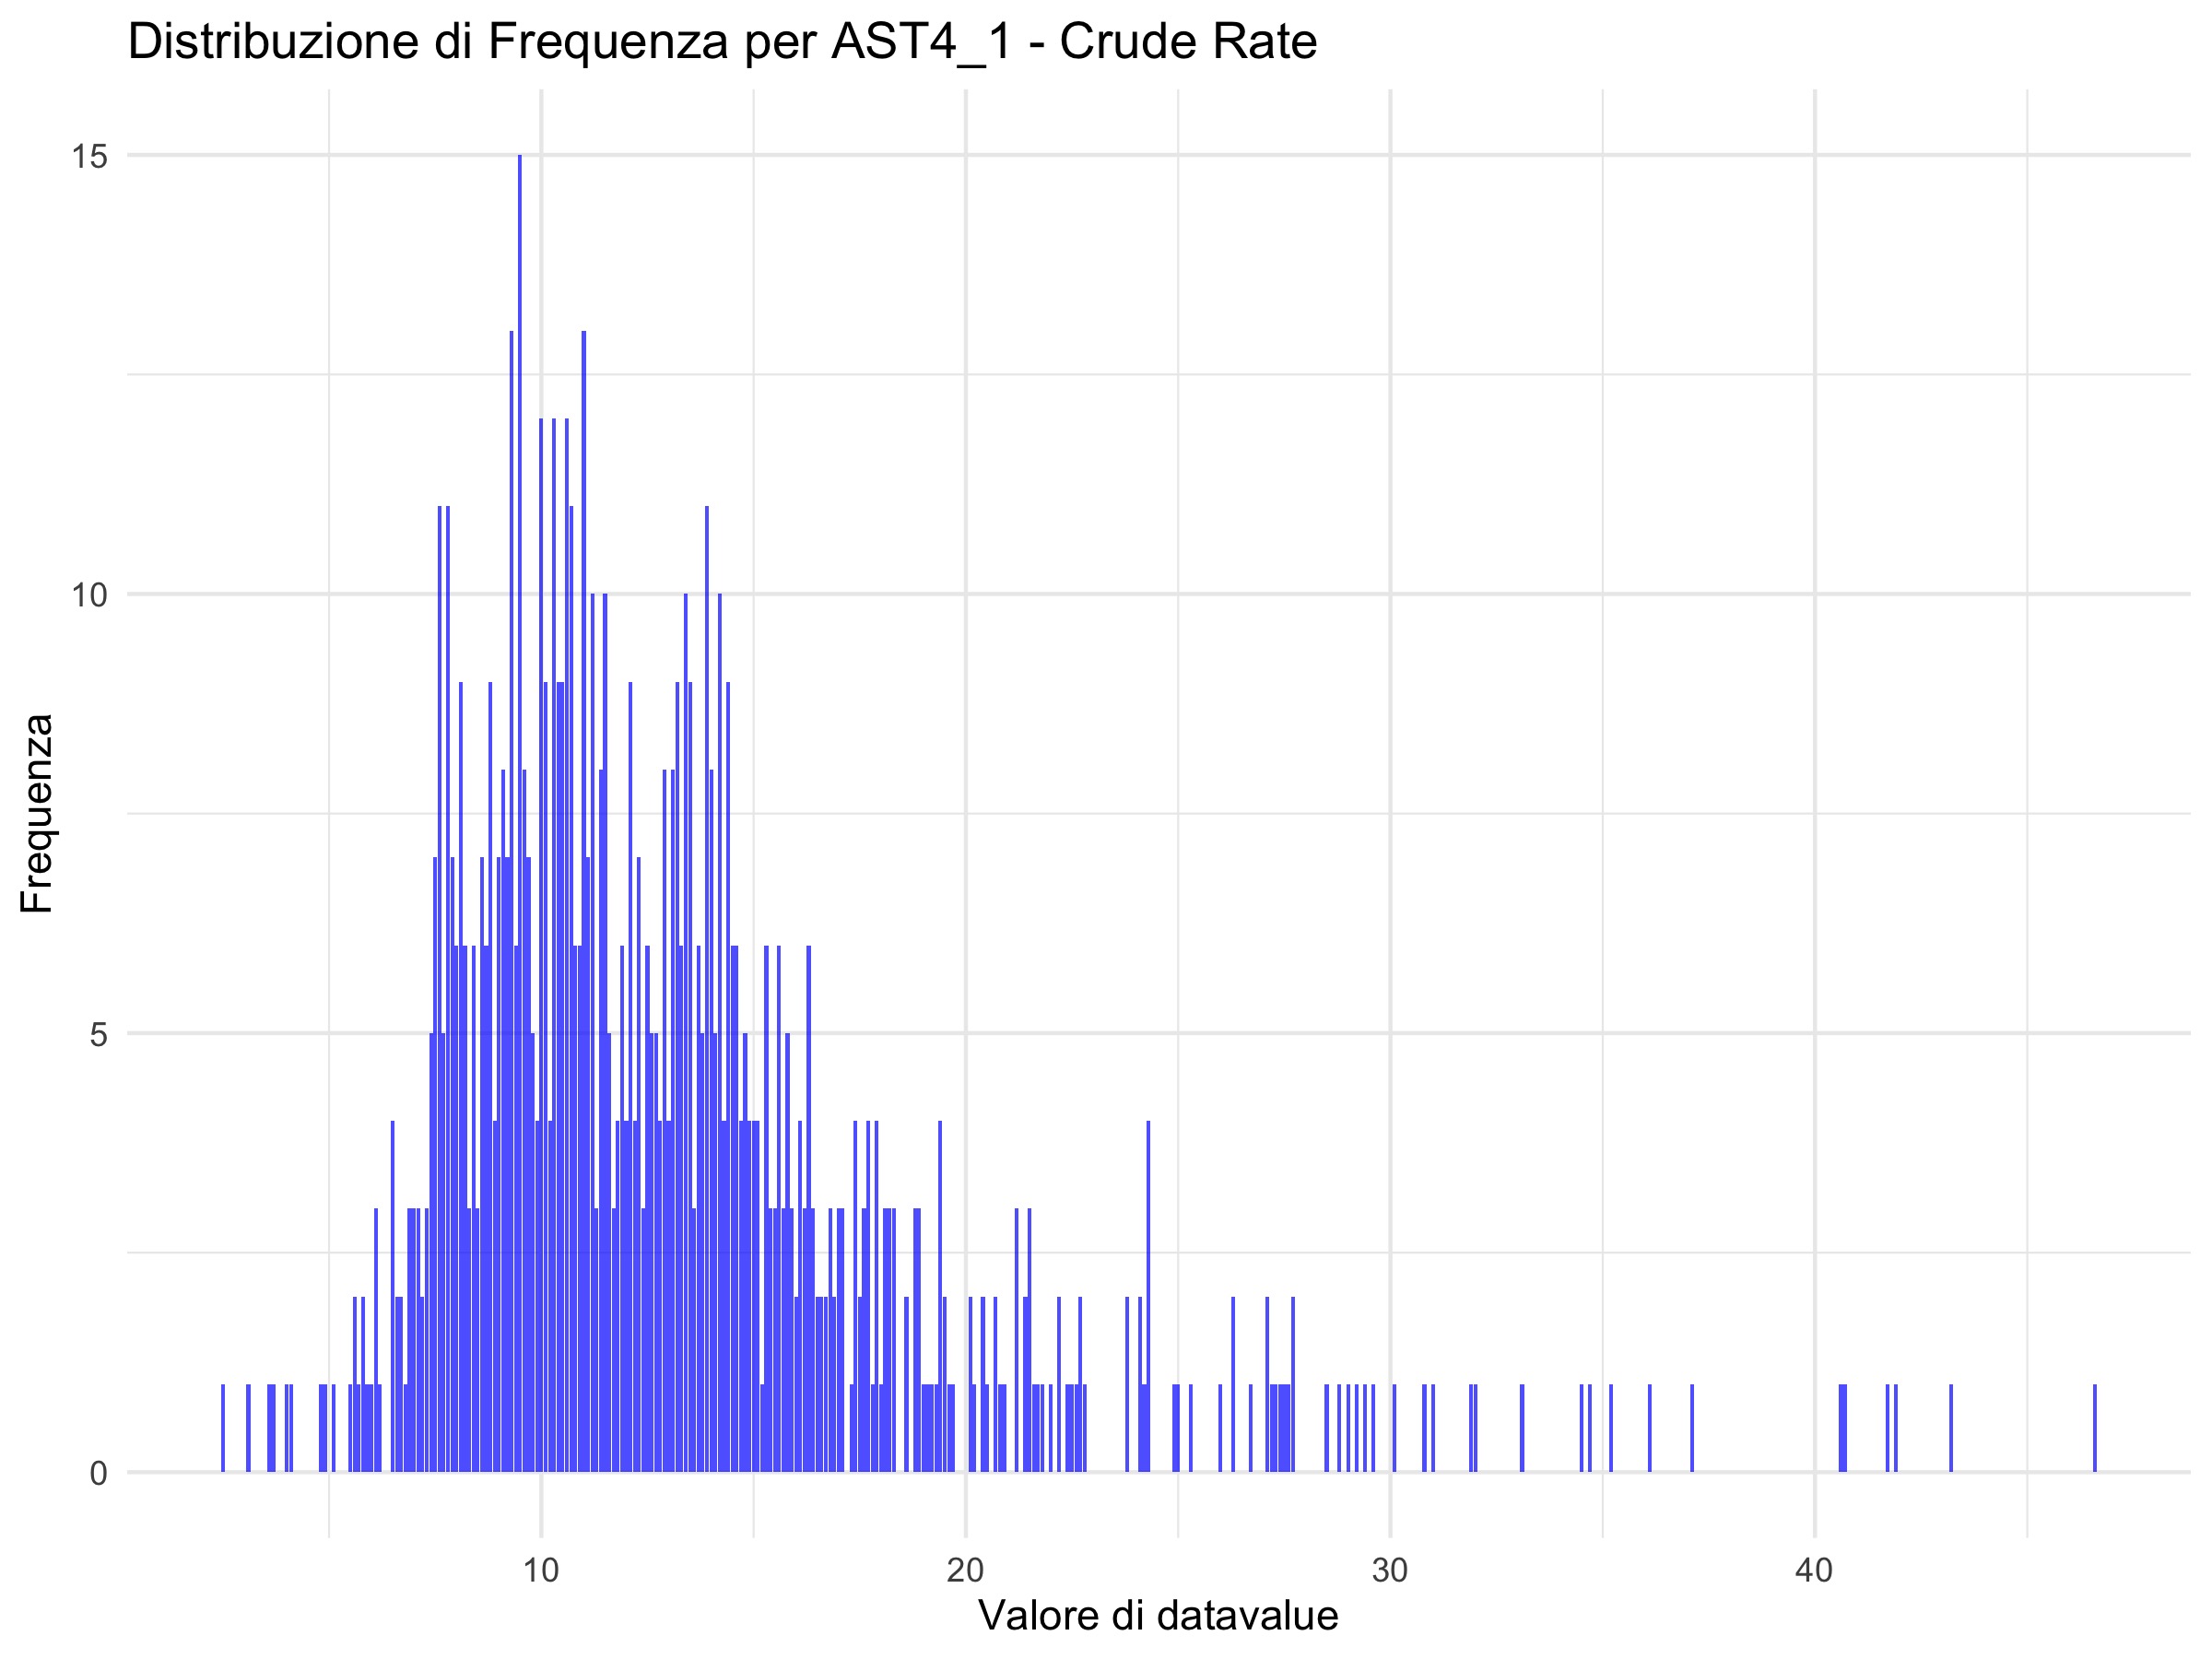 Distribuzione di Frequenza per AST4_1 - Crude Rate
15
10
5
0
Frequenza
10 20 30 40
Valore di datavalue